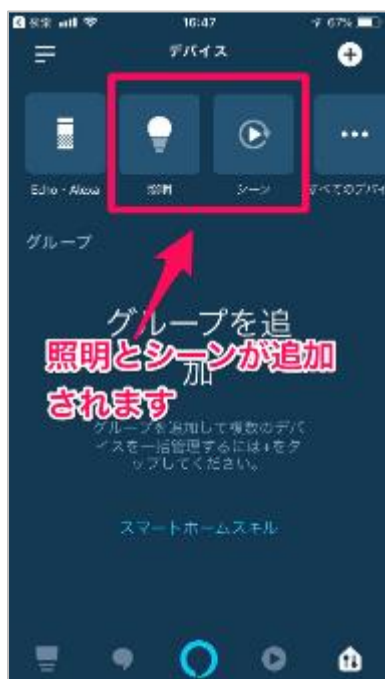 16:47
67%
デバイス
Echo・Alexa
照明
シーン
すべてのデバイ
グループ
グループを追
加
照明とシーンが追加
されます
グループを追加して複数のデバ
イスを一括管理するには+をタ
ップしてください。
スマートホームスキル